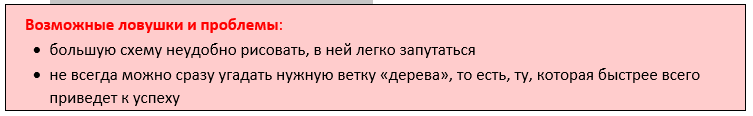 Возможные ловушки и проблемы:
• большую схему неудобно рисовать, в ней легко запутаться
• не всегда можно сразу угадать нужную ветку «дерева», то есть, ту, которая быстрее всего
приведет к успеху